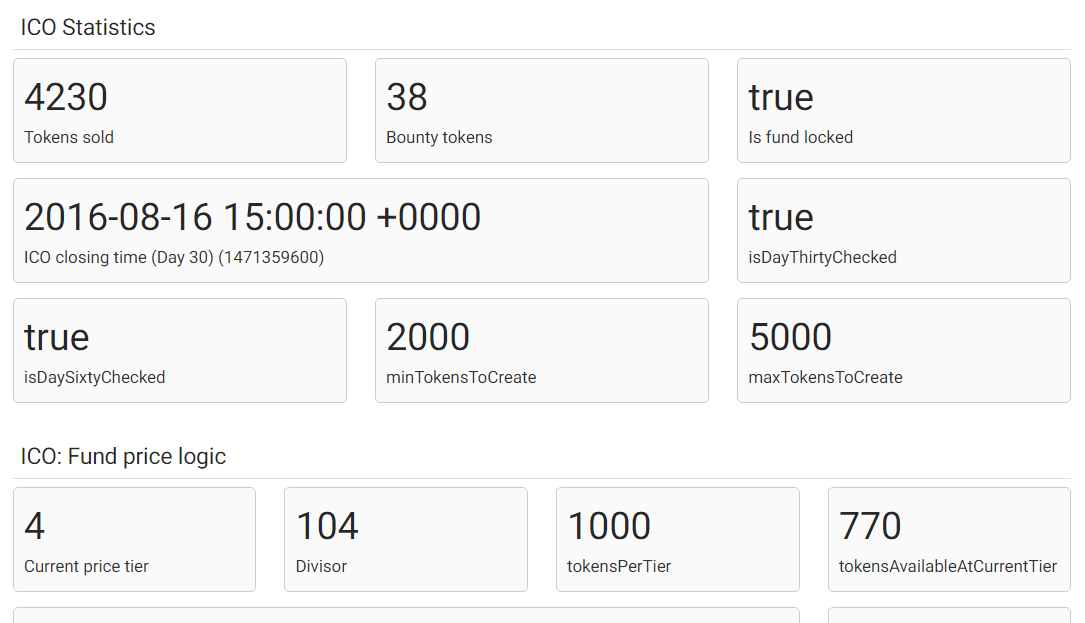 ICO Statistics
4230
Tokens sold
38
Bounty tokens
true
Is fund locked
2016-08-16 15:00:00 +0000
ICO closing time (Day 30) (1471359600)
true
isDayThirtyChecked
true
isDaySixtyChecked
2000
minTokensToCreate
5000
maxTokensToCreate
ICO: Fund price logic
4
Current price tier
104
Divisor
1000
tokensPerTier
770
tokensAvailableAtCurrentTier